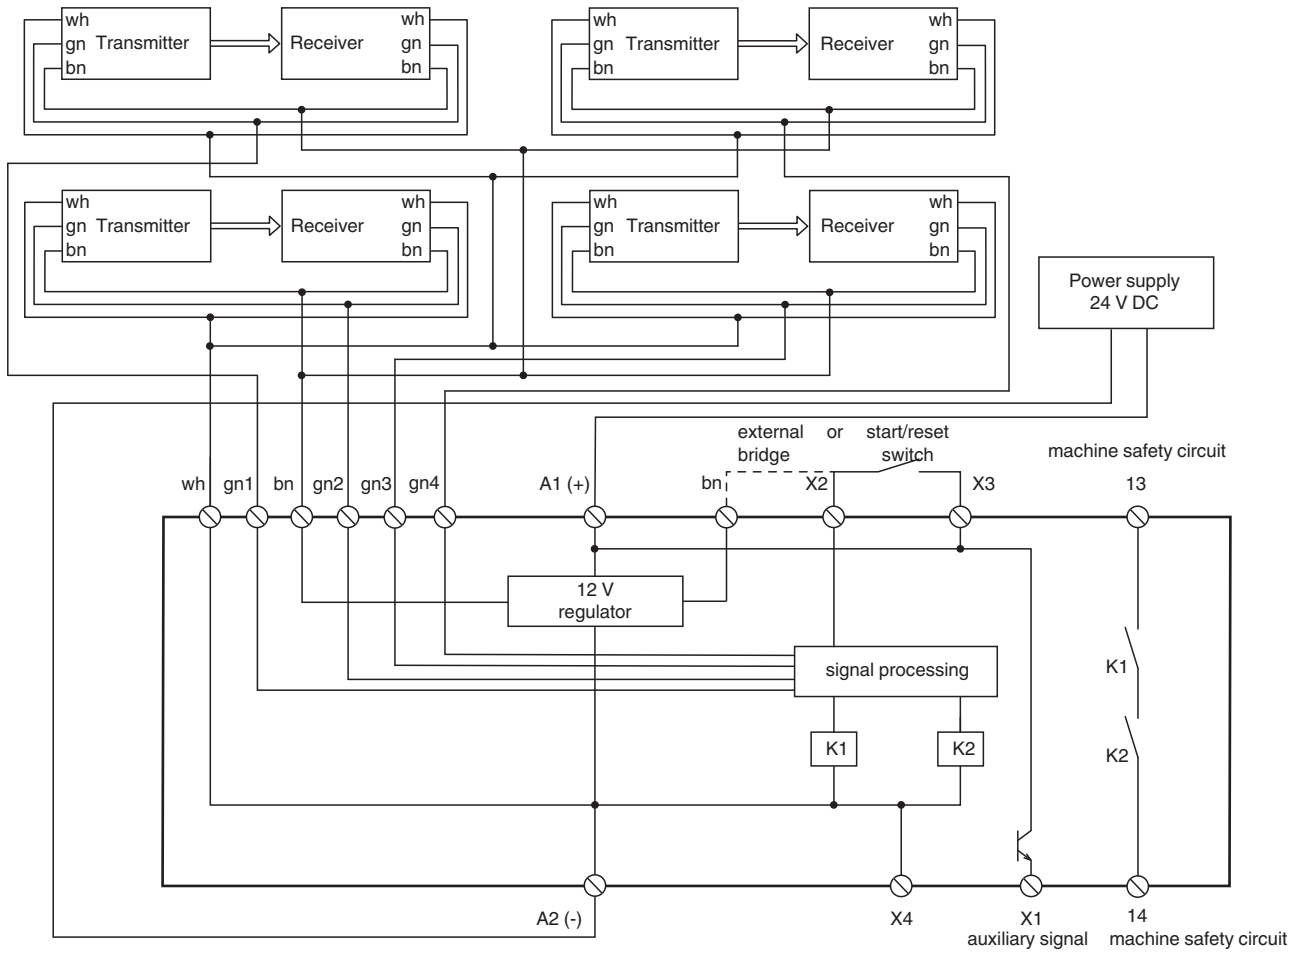 wh
gn Transmitter
bn
wh
Receiver gn
bn
wh
gn Transmitter
bn
wh
Receiver gn
bn
wh
gn Transmitter
bn
wh
Receiver gn
bn
wh
gn Transmitter
bn
wh
Receiver gn
bn
Power supply
24 V DC
external or start/reset
bridge switch
machine safety circuit
wh gn1 bn gn2 gn3 gn4 A1 (+) bn X2 X3 13
12 V
regulator
signal processing
K1
K1 K2
K2
A2 (-) X4 X1 14
auxiliary signal machine safety circuit